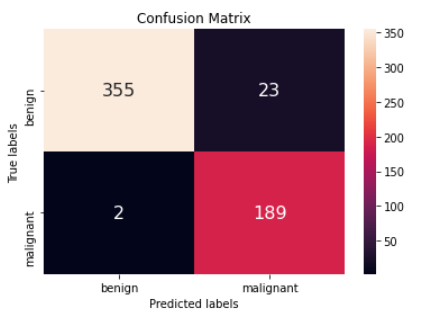 Confusion Matrix
True labels
benign
malignant
355 23
2 189
benign malignant
Predicted labels
350
300
250
200
150
100
50